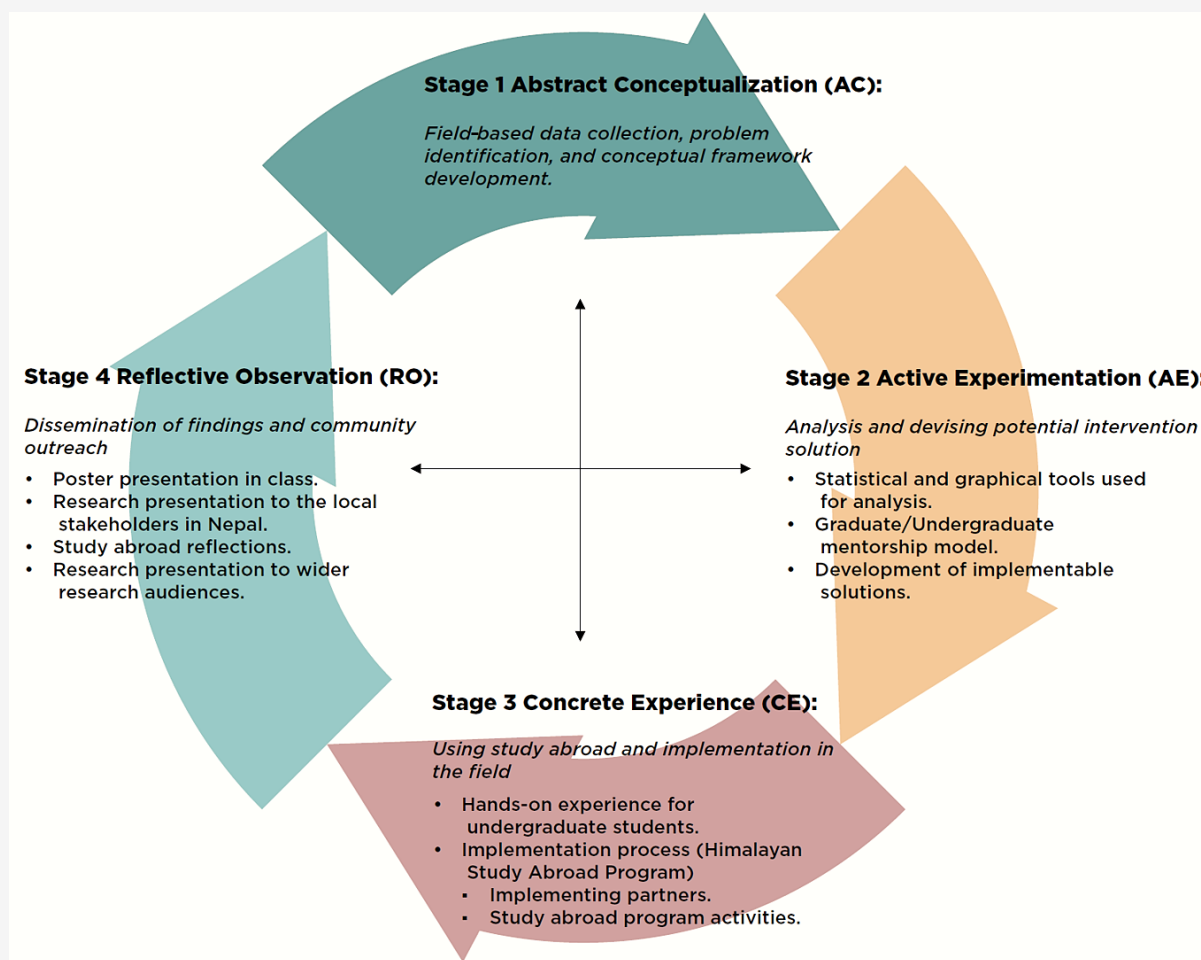 Stage 1 Abstract Conceptualization (AC):
Field-based data collection, problem
identification, and conceptual framework
development.
Stage 2 Active Experimentation (AE):
Analysis and devising potential intervention
solution
• Statistical and graphical tools used
for analysis.
• Graduate/Undergraduate
mentorship model.
• Development of implementable
solutions.
Stage 3 Concrete Experience (CE):
Using study abroad and implementation in
the field
• Hands-on experience for
undergraduate students.
• Implementation process (Himalayan
Study Abroad Program)
▪ Implementing partners.
▪ Study abroad program activities.
Stage 4 Reflective Observation (RO):
Dissemination of findings and community
outreach
• Poster presentation in class.
• Research presentation to the local
stakeholders in Nepal.
• Study abroad reflections.
• Research presentation to wider
research audiences.